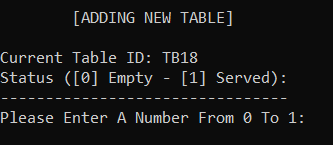 [ADDING NEW TABLE]
Current Table ID: TB18
Status ([0] Empty - [1] Served):
--------------------------------
Please Enter A Number From 0 To 1: